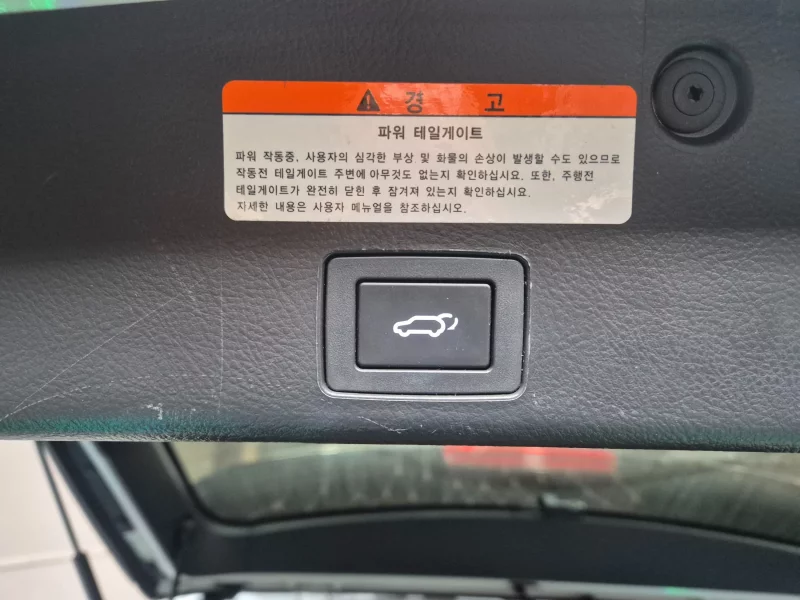 경 고
파워 테일게이트
파워 작동중, 사용자의 심각한 부상 및 화물의 손상이 발생할 수도 있으므로
작동전 테일게이트 주변에 아무것도 없는지 확인하십시요. 또한, 주행전
테일게이트가 완전히 닫힌 후 잠겨져 있는지 확인하십시요.
자세한 내용은 사용자 메뉴얼을 참조하십시오.